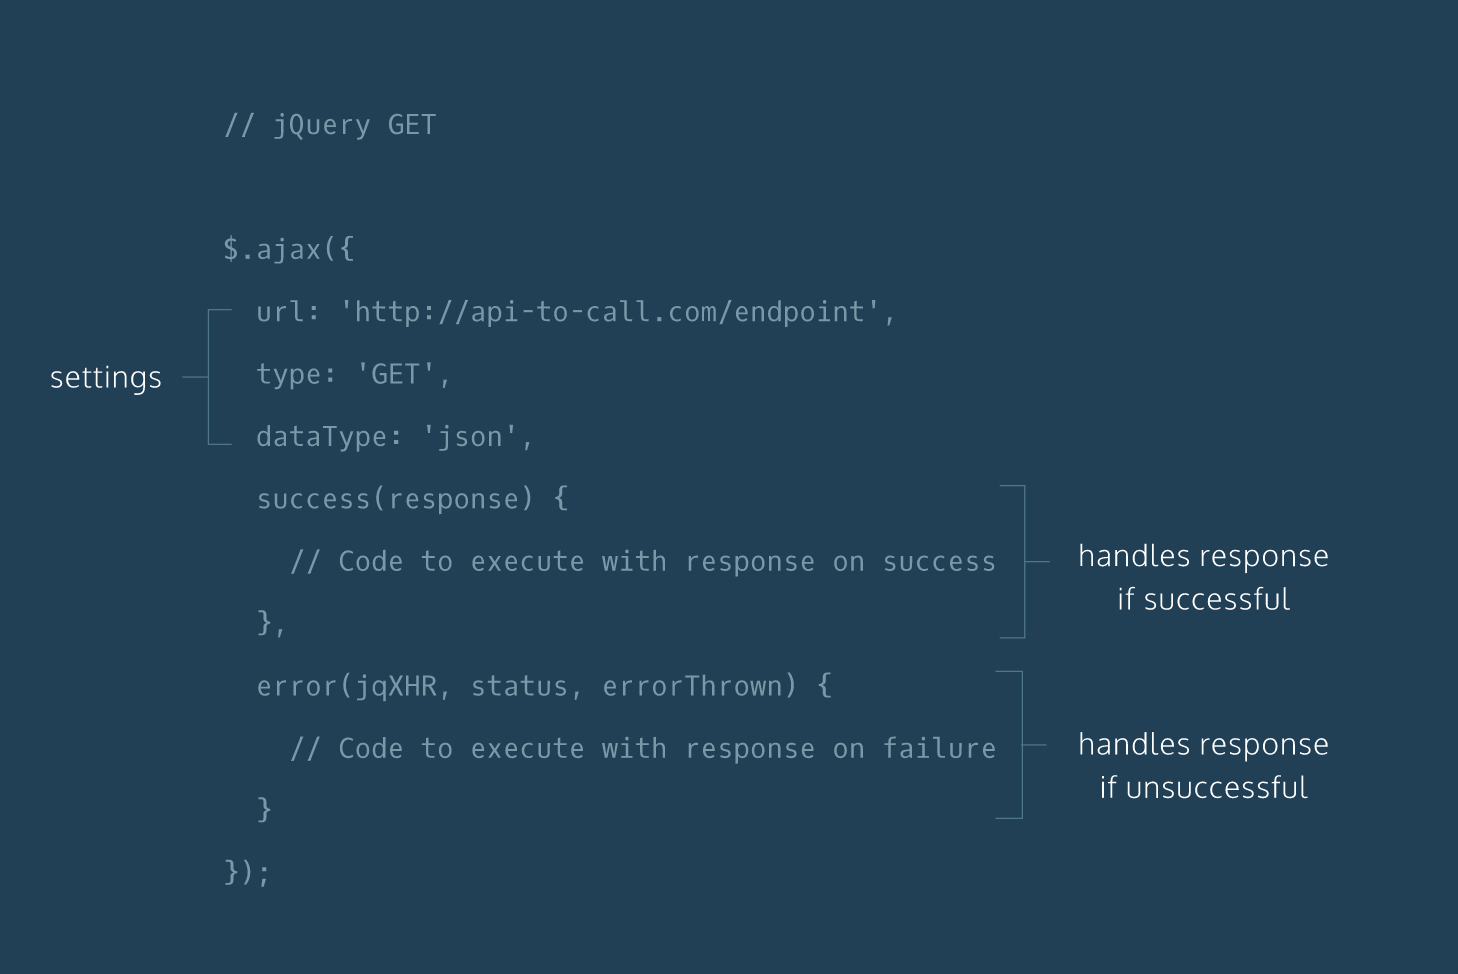 // jQuery GET
$.ajax({
url: 'http://api-to-call.com/endpoint',
type: 'GET',
settings
dataType: 'json',
success(response) {
// Code to execute with response on success
handles response
if successful
},
error(jqXHR, status, errorThrown) {
// Code to execute with response on failure
handles response
if unsuccessful
}
});